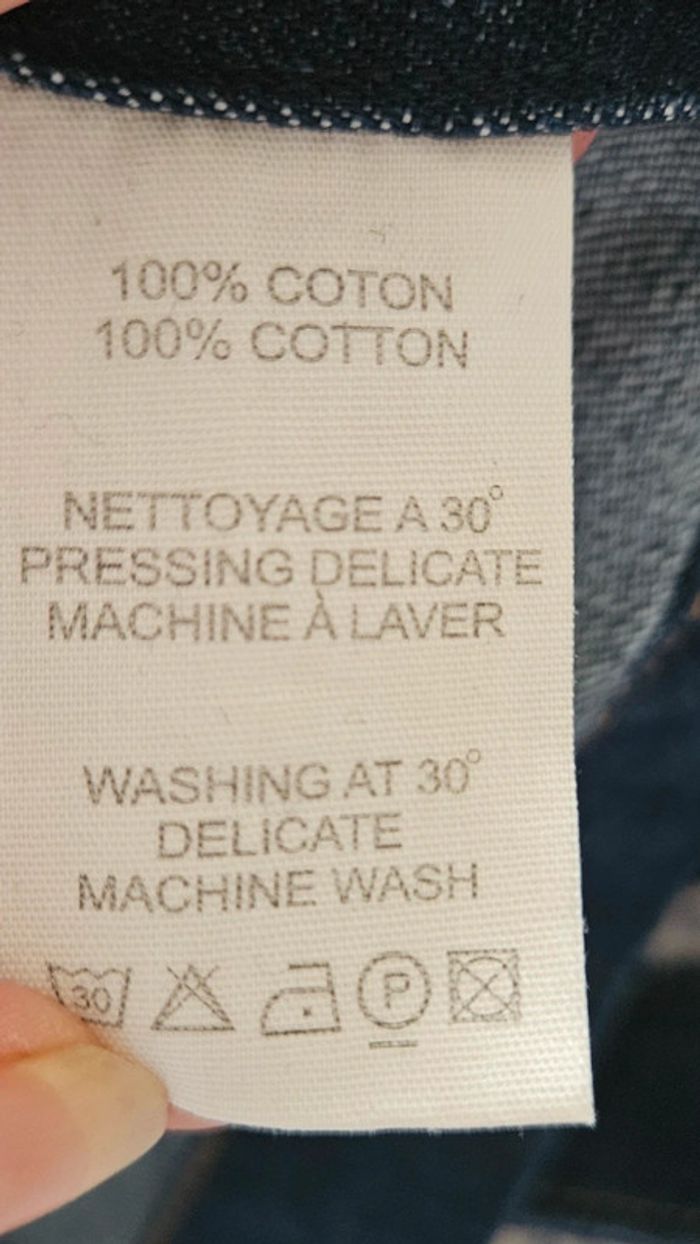 100% COTON
100% COTTON
NETTOYAGE A 30°
PRESSING DELICATE
MACHINE À LAVER
WASHING AT 30°
DELICATE
MACHINE WASH
30 P